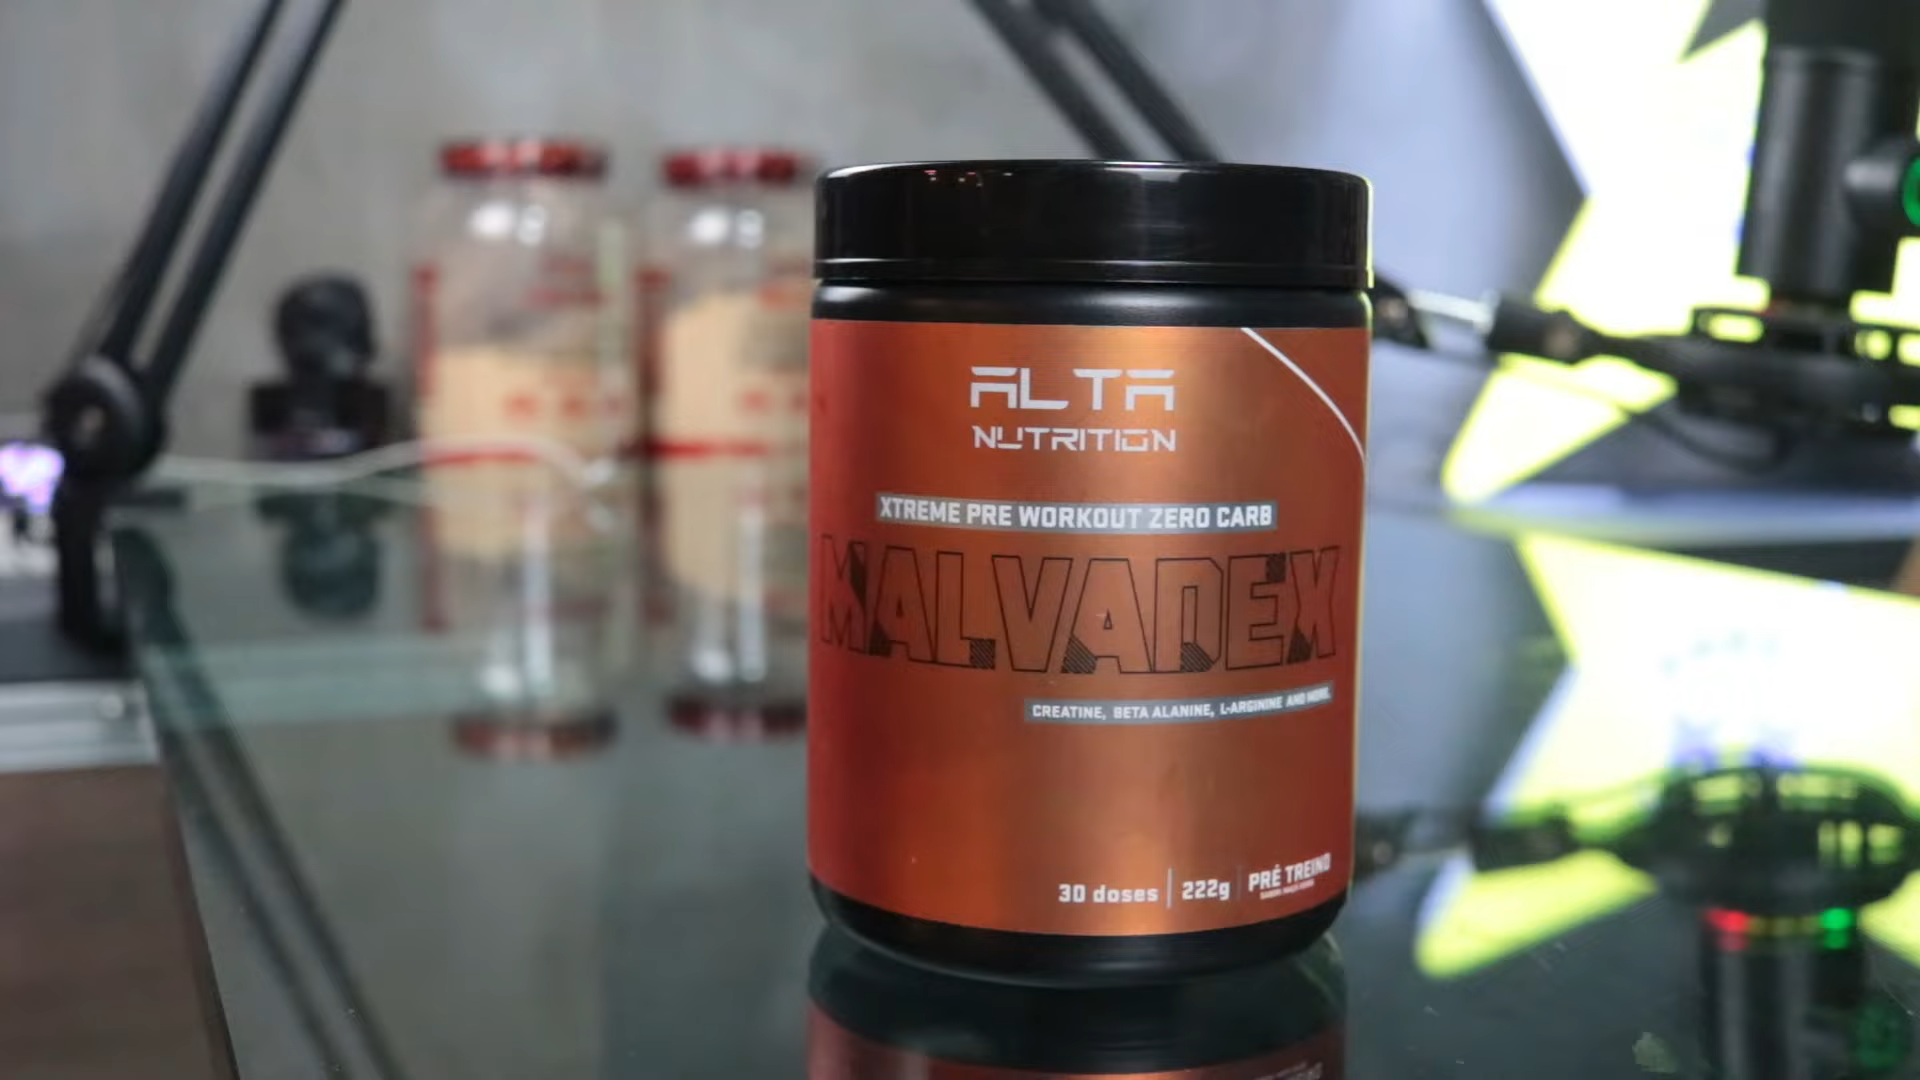 ALTA
NUTRITION
XTREME PRE WORKOUT ZERO CARB
MALVADEX
CREATINE, BETA ALANINE, L-ARGININE AND MORE.
30 doses | 222g | PRÉ TREINO